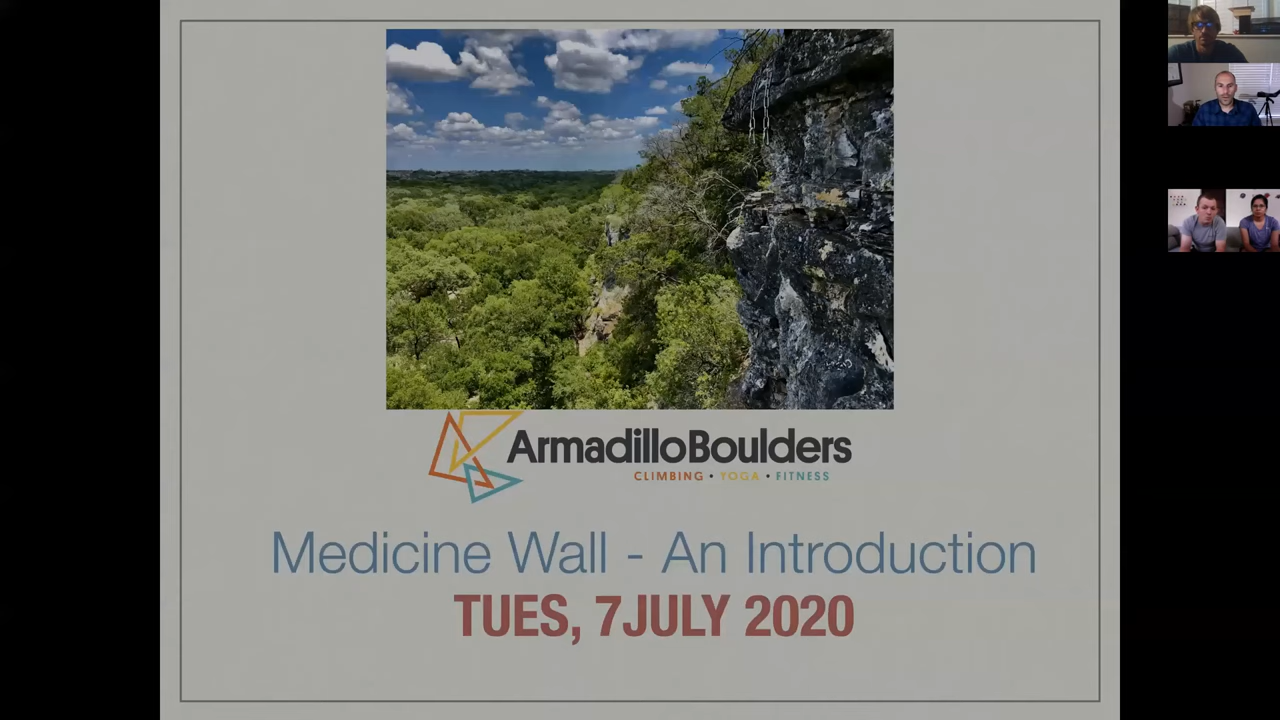 ArmadilloBoulders
CLIMBING • YOGA • FITNESS
Medicine Wall - An Introduction
TUES, 7JULY 2020